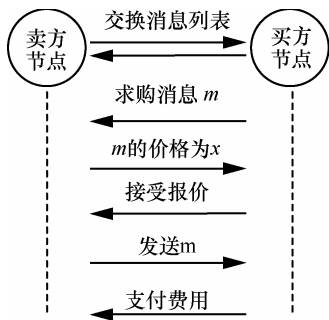 交换消息列表
卖方
节点
买方
节点
求购消息 m
m的价格为x
接受报价
发送m
支付费用